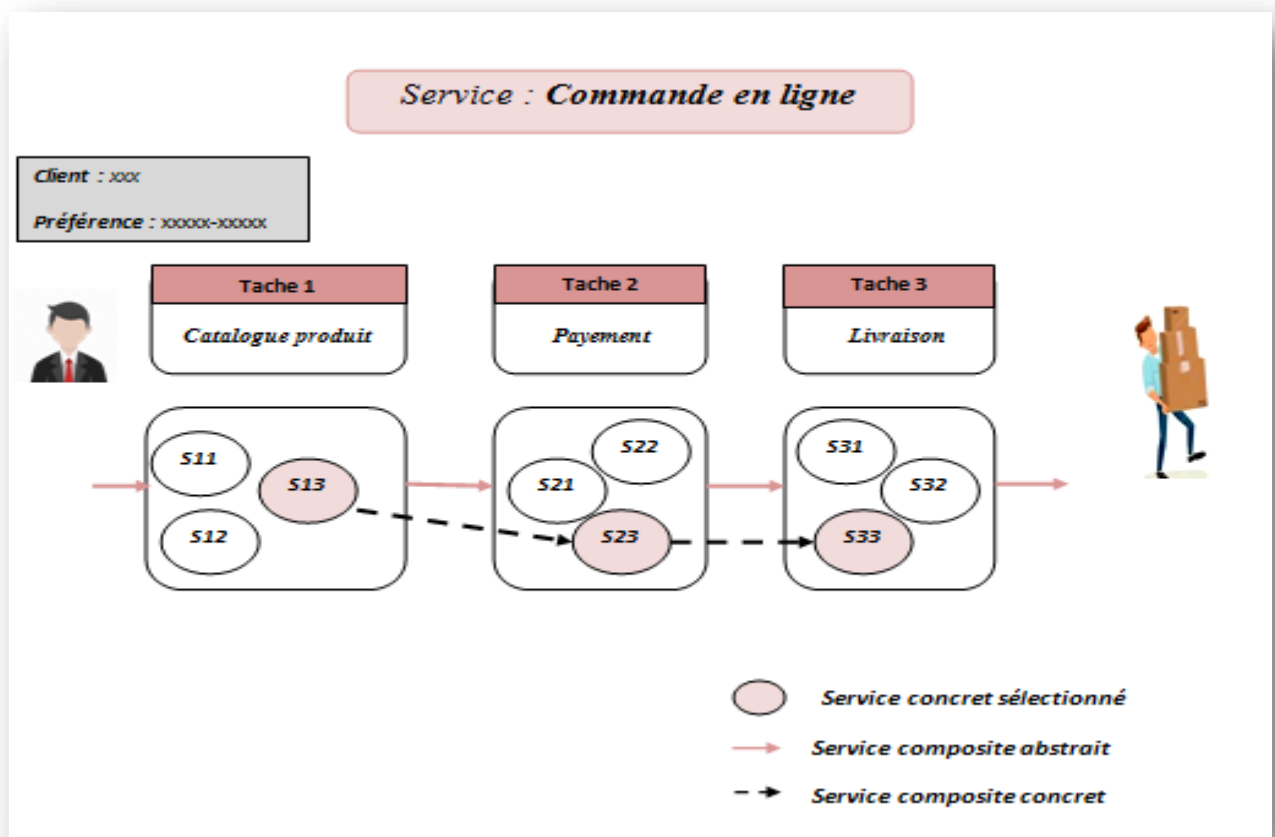 Service : Commande en ligne
Client : xxx
Préférence : xxxxx-xxxxx
Tache 1
Tache 2
Tache 3
Catalogue produit
Payement
Livraison
S11
S13
S12
S22
S21
S23
S31
S32
S33
Service concret sélectionné
Service composite abstrait
Service composite concret